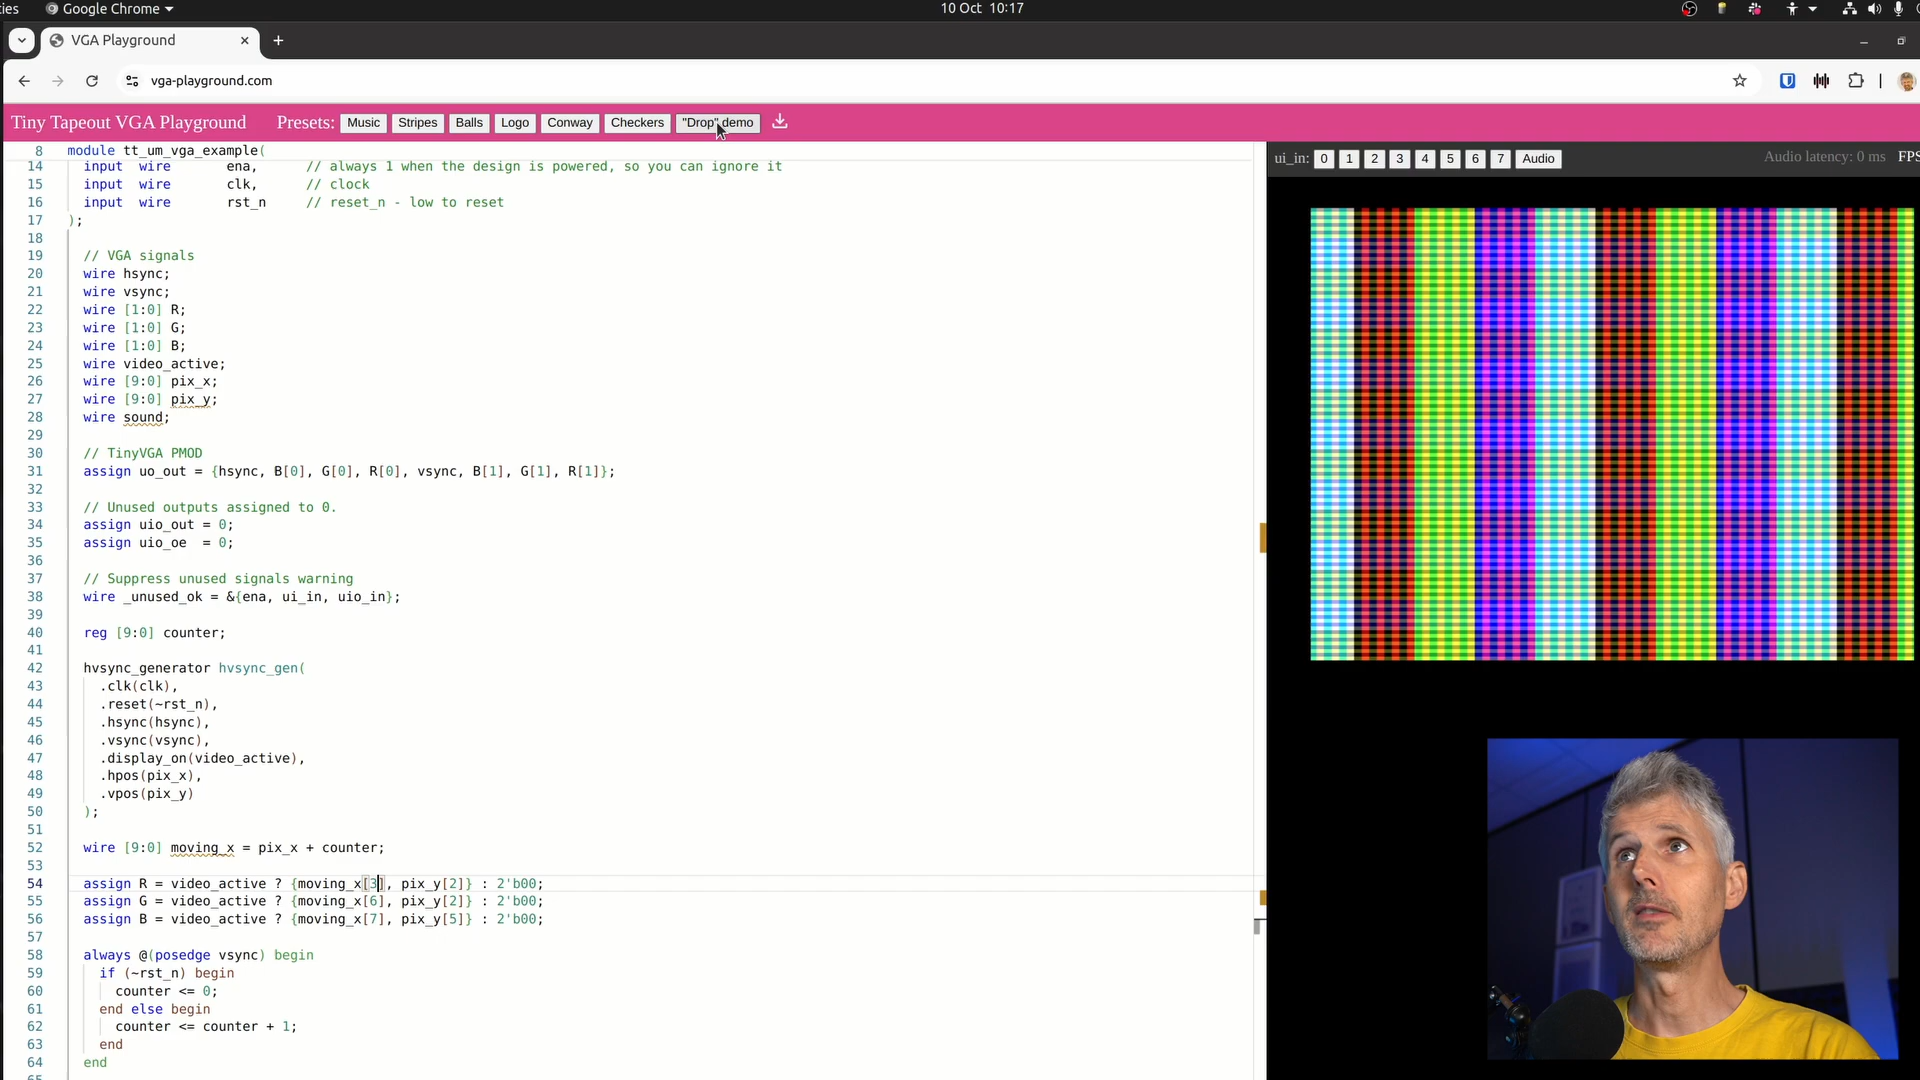 ties Google Chrome 10 Oct 10:17
VGA Playground
vga-playground.com
Tiny Tapeout VGA Playground Presets: Music Stripes Balls Logo Conway Checkers "Drop" demo
ui_in: 0 1 2 3 4 5 6 7 Audio Audio latency: 0 ms FPS
8 module tt_um_vga_example(
14 input wire ena, // always 1 when the design is powered, so you can ignore it
15 input wire clk, // clock
16 input wire rst_n // reset_n - low to reset
17 );
18
19 // VGA signals
20 wire hsync;
21 wire vsync;
22 wire [1:0] R;
23 wire [1:0] G;
24 wire [1:0] B;
25 wire video_active;
26 wire [9:0] pix_x;
27 wire [9:0] pix_y;
28 wire sound;
29
30 // TinyVGA PMOD
31 assign uo_out = {hsync, B[0], G[0], R[0], vsync, B[1], G[1], R[1]};
32
33 // Unused outputs assigned to 0.
34 assign uio_out = 0;
35 assign uio_oe = 0;
36
37 // Suppress unused signals warning
38 wire _unused_ok = &{ena, ui_in, uio_in};
39
40 reg [9:0] counter;
41
42 hvsync_generator hvsync_gen(
43 .clk(clk),
44 .reset(~rst_n),
45 .hsync(hsync),
46 .vsync(vsync),
47 .display_on(video_active),
48 .hpos(pix_x),
49 .vpos(pix_y)
50 );
51
52 wire [9:0] moving_x = pix_x + counter;
53
54 assign R = video_active ? {moving_x[3], pix_y[2]} : 2'b00;
55 assign G = video_active ? {moving_x[6], pix_y[2]} : 2'b00;
56 assign B = video_active ? {moving_x[7], pix_y[5]} : 2'b00;
57
58 always @(posedge vsync) begin
59 if (~rst_n) begin
60 counter <= 0;
61 end else begin
62 counter <= counter + 1;
63 end
64 end
65